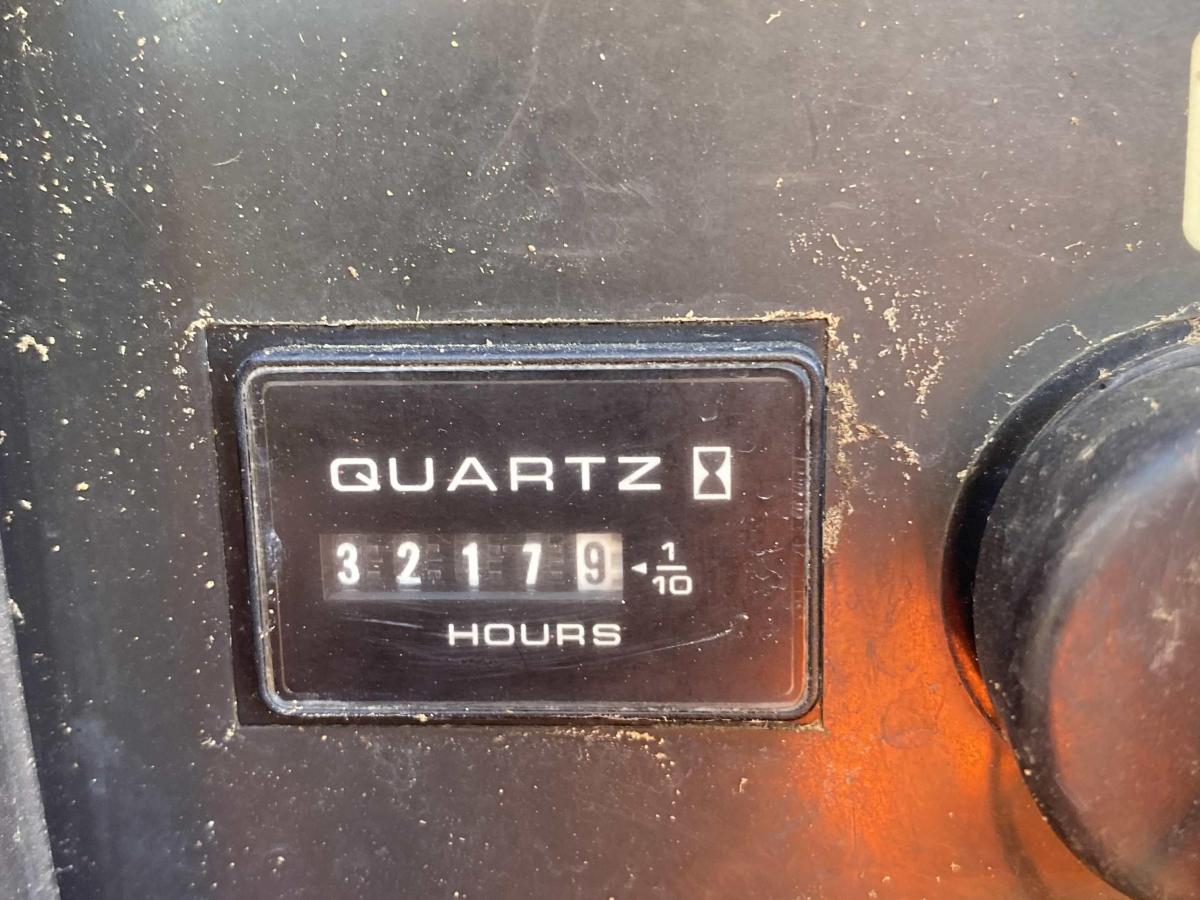 QUARTZ
32179 ◄ 1/10
HOURS